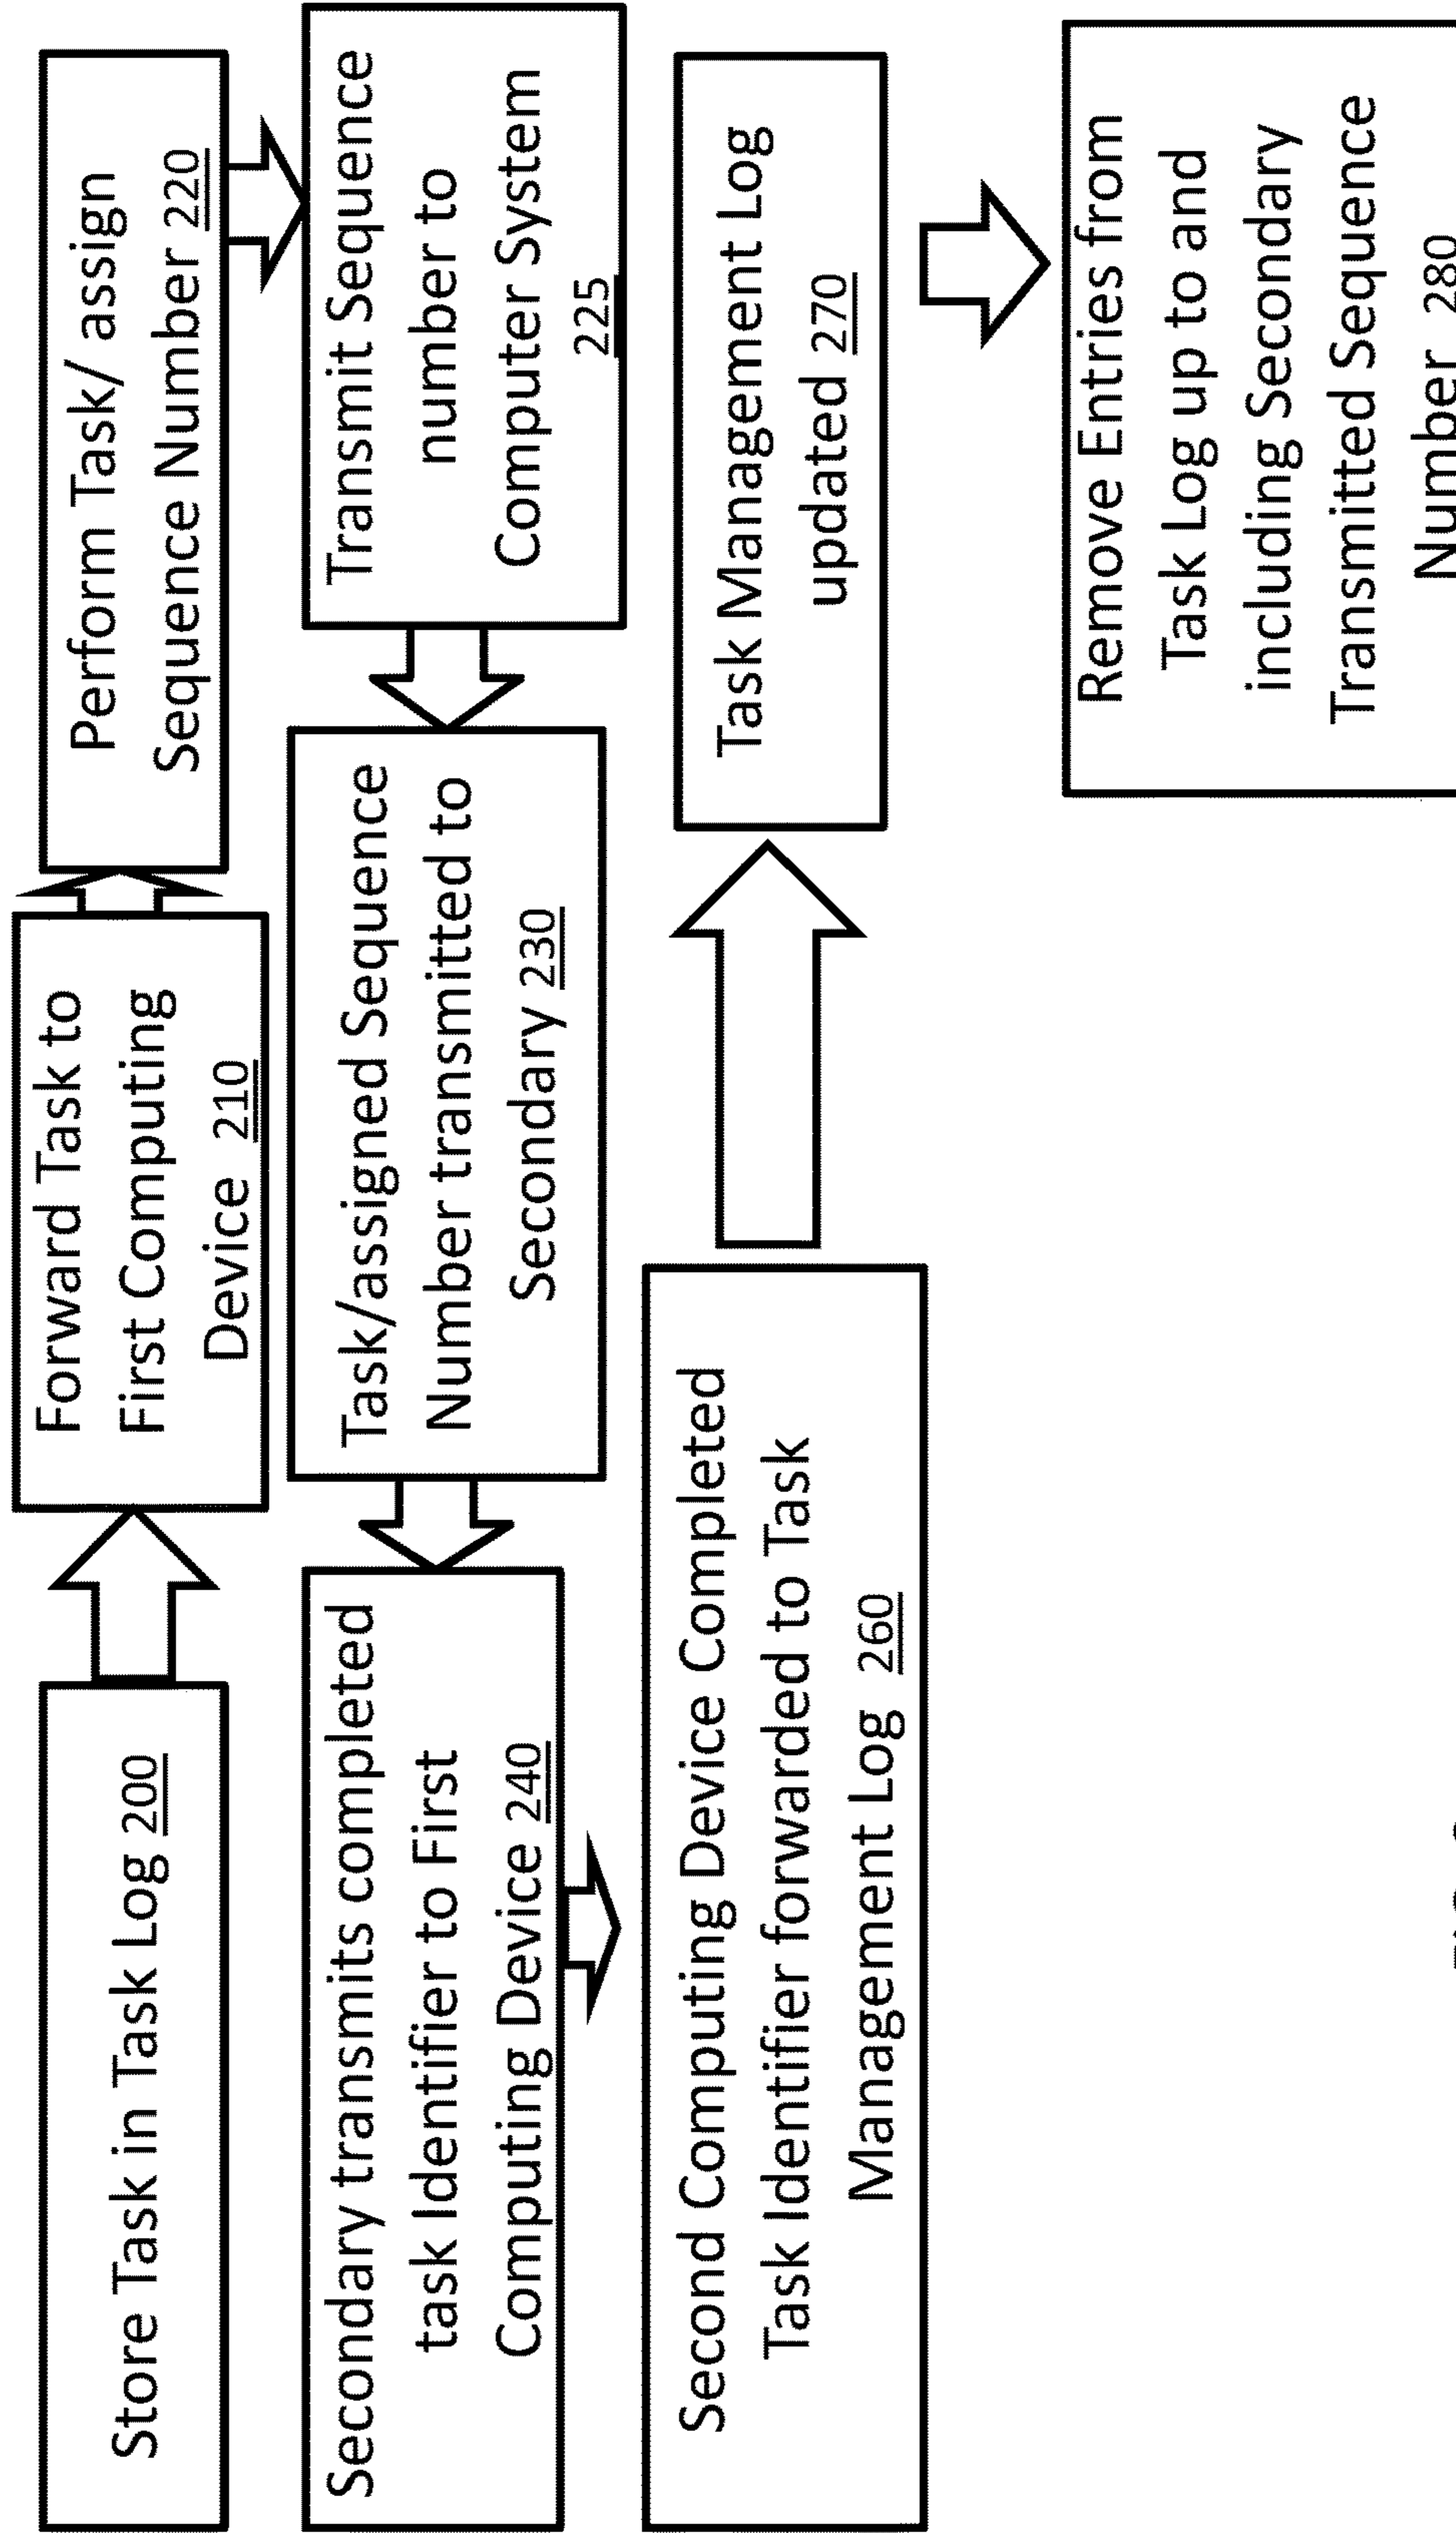 Store Task in Task Log 200
Forward Task to
First Computing
Device 210
Perform Task/ assign
Sequence Number 220
Transmit Sequence
number to
Computer System
225
Task/assigned Sequence
Number transmitted to
Secondary 230
Secondary transmits completed
task Identifier to First
Computing Device 240
Second Computing Device Completed
Task Identifier forwarded to Task
Management Log 260
Task Management Log
updated 270
Remove Entries from
Task Log up to and
including Secondary
Transmitted Sequence
Number 280